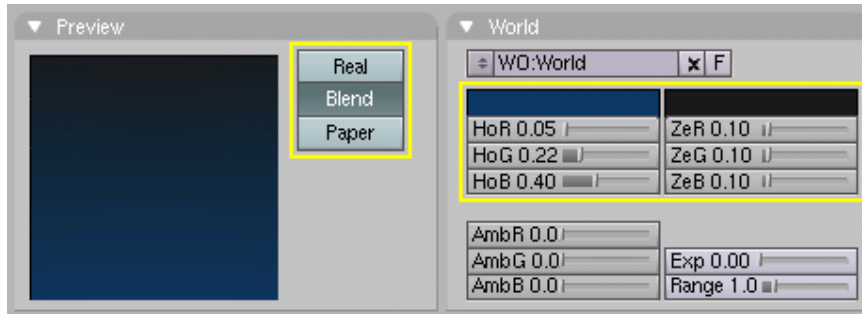 Preview
Real
Blend
Paper
World
WO:World
F
HoR 0.05
ZeR 0.10
HoG 0.22
ZeG 0.10
HoB 0.40
ZeB 0.10
AmbR 0.0
AmbG 0.0
Exp 0.00
AmbB 0.0
Range 1.0